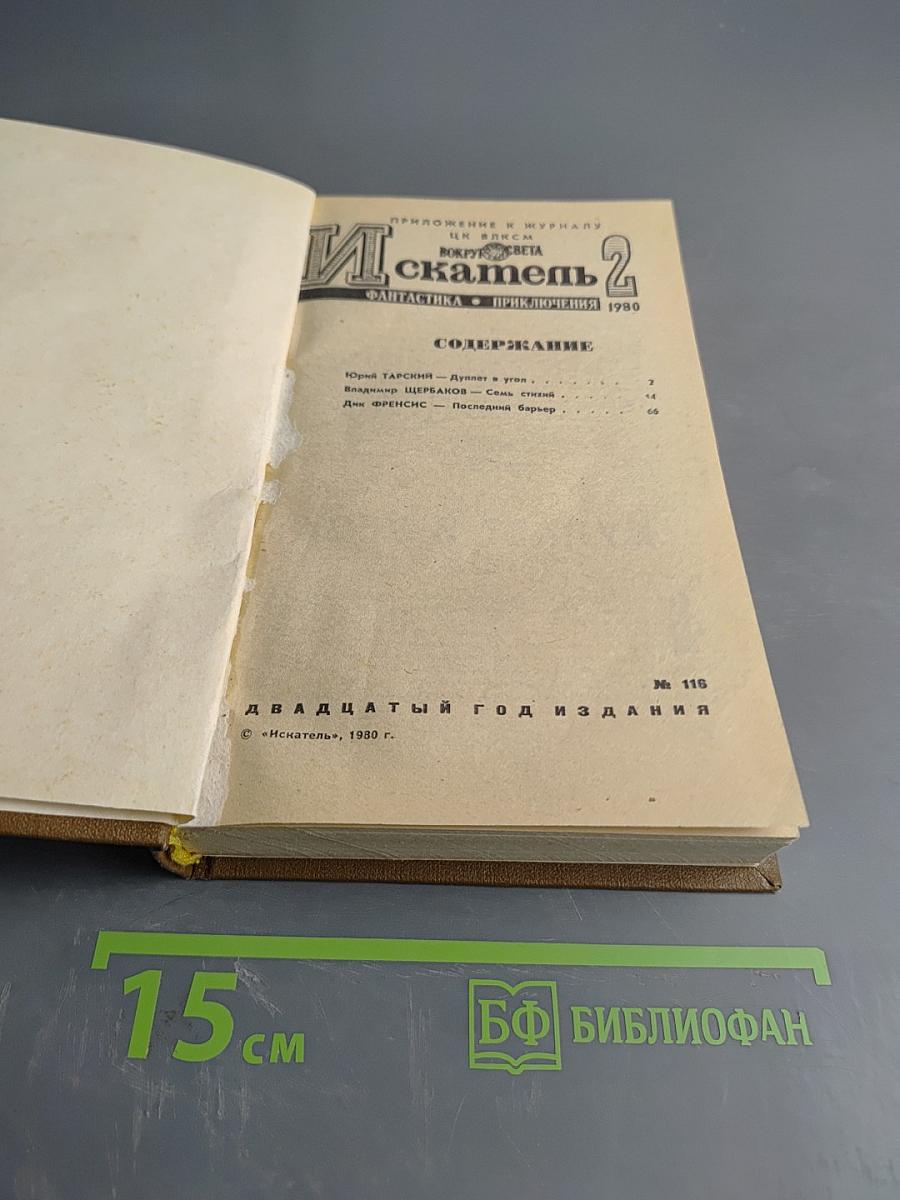 ПРИЛОЖЕНИЕ К ЖУРНАЛУ
ЦК ВЛКСМ
ВОКРУГ СВЕТА
Искатель 2
ФАНТАСТИКА • ПРИКЛЮЧЕНИЯ 1980
СОДЕРЖАНИЕ
Юрий ТАРСКИЙ — Дуплет в угол . . . . . . 2
Владимир ЩЕРБАКОВ — Семь стихий . . . . . 14
Дик ФРЕНСИС — Последний барьер . . . . . 66
№ 116
ДВАДЦАТЫЙ ГОД ИЗДАНИЯ
© «Искатель», 1980 г.
15 см
БФ БИБЛИОФАН